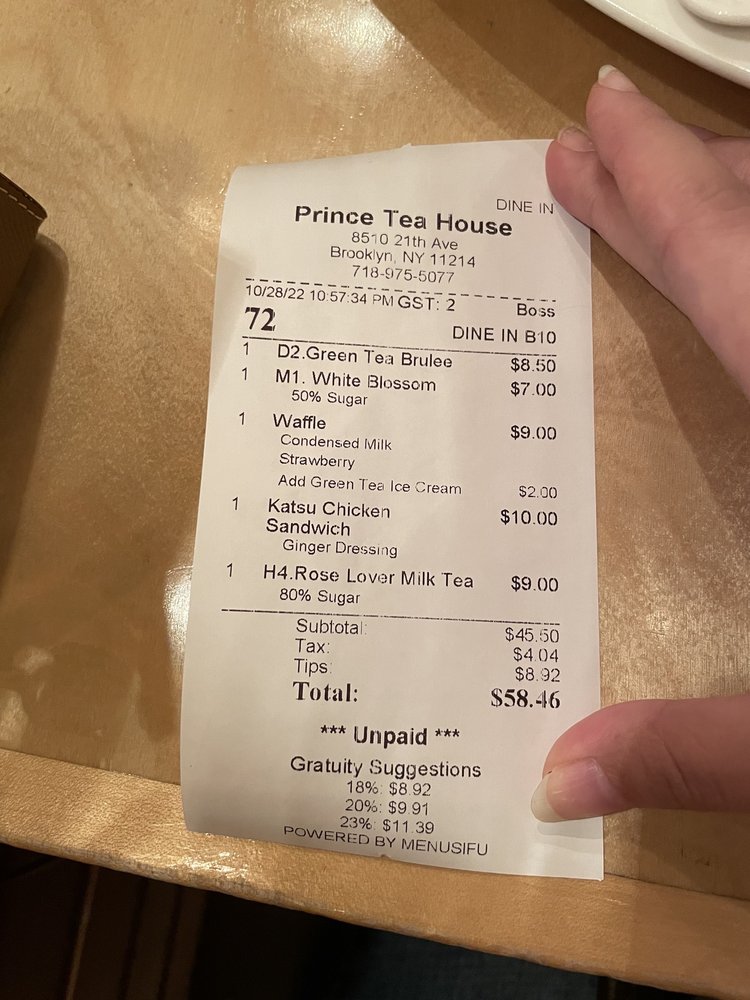 DINE IN
Prince Tea House
8510 21th Ave
Brooklyn, NY 11214
718-975-5077
10/28/22 10:57:34 PM GST: 2 Boss
72 DINE IN B10
1 D2.Green Tea Brulee $8.50
1 M1. White Blossom $7.00
50% Sugar
1 Waffle $9.00
Condensed Milk
Strawberry
Add Green Tea Ice Cream $2.00
1 Katsu Chicken $10.00
Sandwich
Ginger Dressing
1 H4.Rose Lover Milk Tea $9.00
80% Sugar
Subtotal: $45.50
Tax: $4.04
Tips: $8.92
Total: $58.46
*** Unpaid ***
Gratuity Suggestions
18%: $8.92
20%: $9.91
23%: $11.39
POWERED BY MENUSIFU